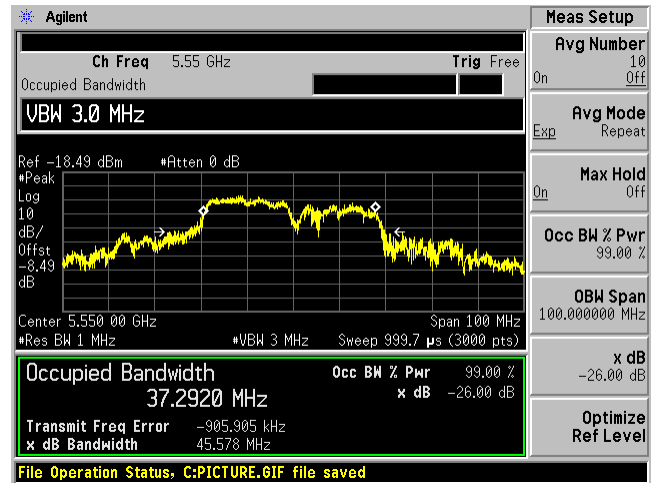 Agilent
Ch Freq 5.55 GHz Trig Free
Occupied Bandwidth
VBW 3.0 MHz
Ref -18.49 dBm #Atten 0 dB
#Peak
Log
10
dB/
Offst
-8.49
dB
Center 5.550 00 GHz Span 100 MHz
#Res BW 1 MHz #VBW 3 MHz Sweep 999.7 µs (3000 pts)
Occupied Bandwidth Occ BW % Pwr 99.00 %
37.2920 MHz x dB -26.00 dB
Transmit Freq Error -905.905 kHz
x dB Bandwidth 45.578 MHz
File Operation Status, C:PICTURE.GIF file saved
Meas Setup
Avg Number
10
On Off
Avg Mode
Exp Repeat
Max Hold
On Off
Occ BW % Pwr
99.00 %
OBW Span
100.000000 MHz
x dB
-26.00 dB
Optimize
Ref Level